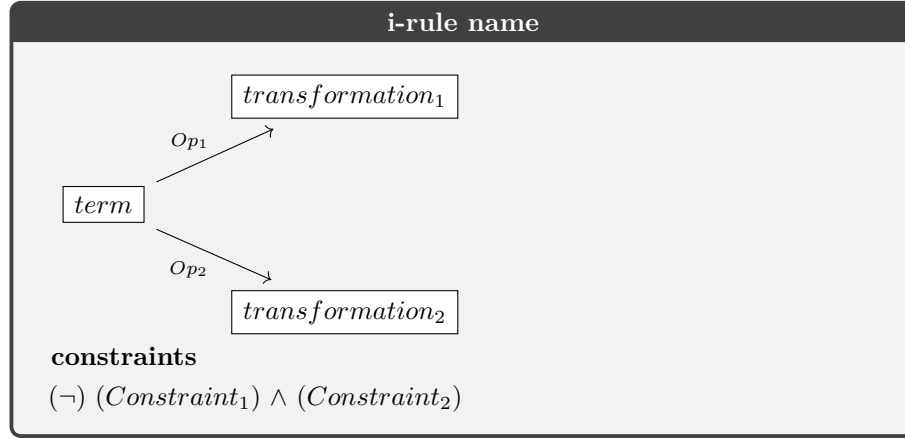 i-rule name
transformation₁
Op₁
term
Op₂
transformation₂
constraints
(¬) (Constraint₁) ∧ (Constraint₂)